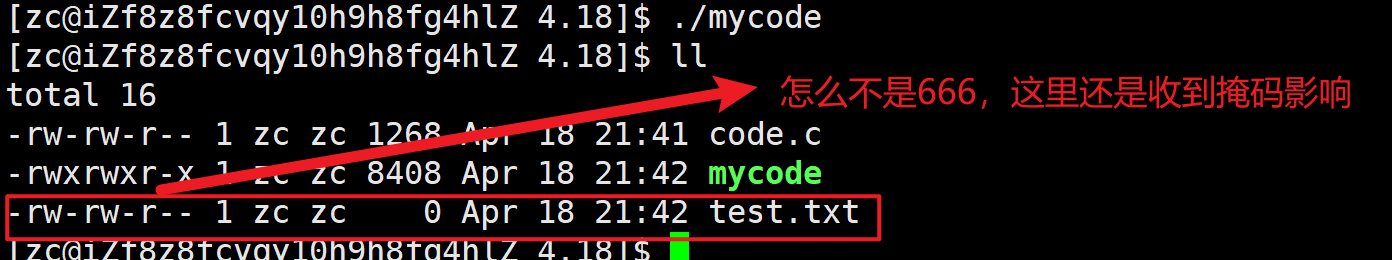 [zc@iZf8z8fcvqy10h9h8fg4hlZ 4.18]$ ./mycode
[zc@iZf8z8fcvqy10h9h8fg4hlZ 4.18]$ ll
total 16
怎么不是666，这里还是收到掩码影响
-rw-rw-r-- 1 zc zc 1268 Apr 18 21:41 code.c
-rwxrwxr-x 1 zc zc 8408 Apr 18 21:42 mycode
-rw-rw-r-- 1 zc zc    0 Apr 18 21:42 test.txt
[zc@iZf8z8fcvqy10h9h8fg4hlZ 4.18]$